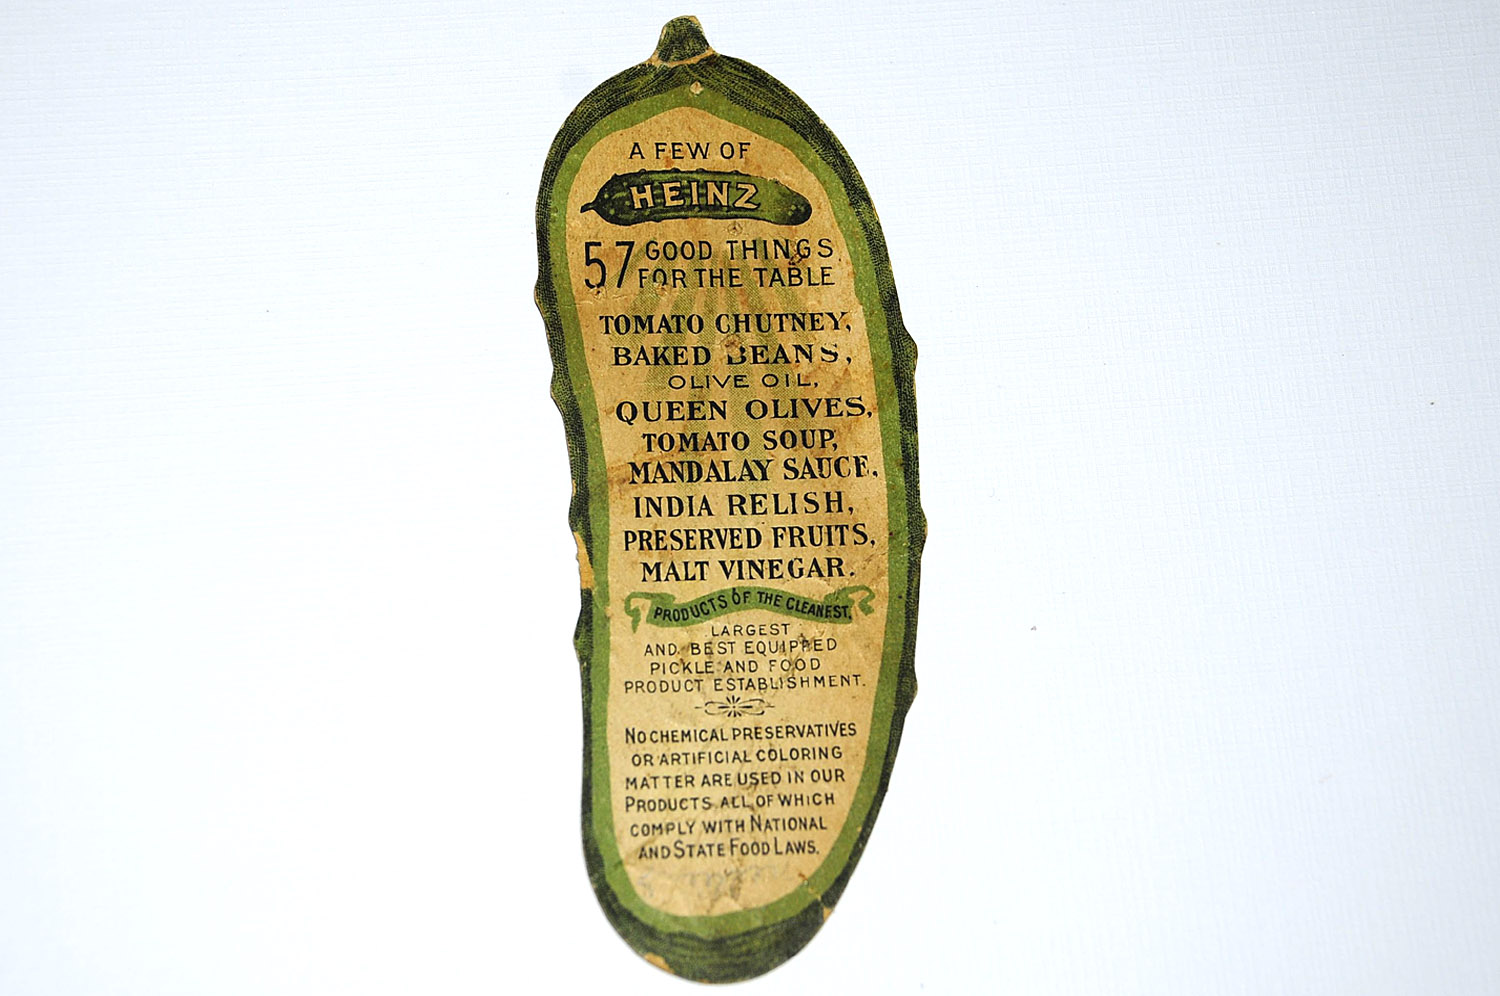 A FEW OF
HEINZ
57 GOOD THINGS
FOR THE TABLE
TOMATO CHUTNEY,
BAKED BEANS,
OLIVE OIL,
QUEEN OLIVES,
TOMATO SOUP,
MANDALAY SAUCE,
INDIA RELISH,
PRESERVED FRUITS,
MALT VINEGAR.
PRODUCTS OF THE CLEANEST,
LARGEST
AND BEST EQUIPPED
PICKLE AND FOOD
PRODUCT ESTABLISHMENT.
NO CHEMICAL PRESERVATIVES
OR ARTIFICIAL COLORING
MATTER ARE USED IN OUR
PRODUCTS ALL OF WHICH
COMPLY WITH NATIONAL
AND STATE FOOD LAWS.